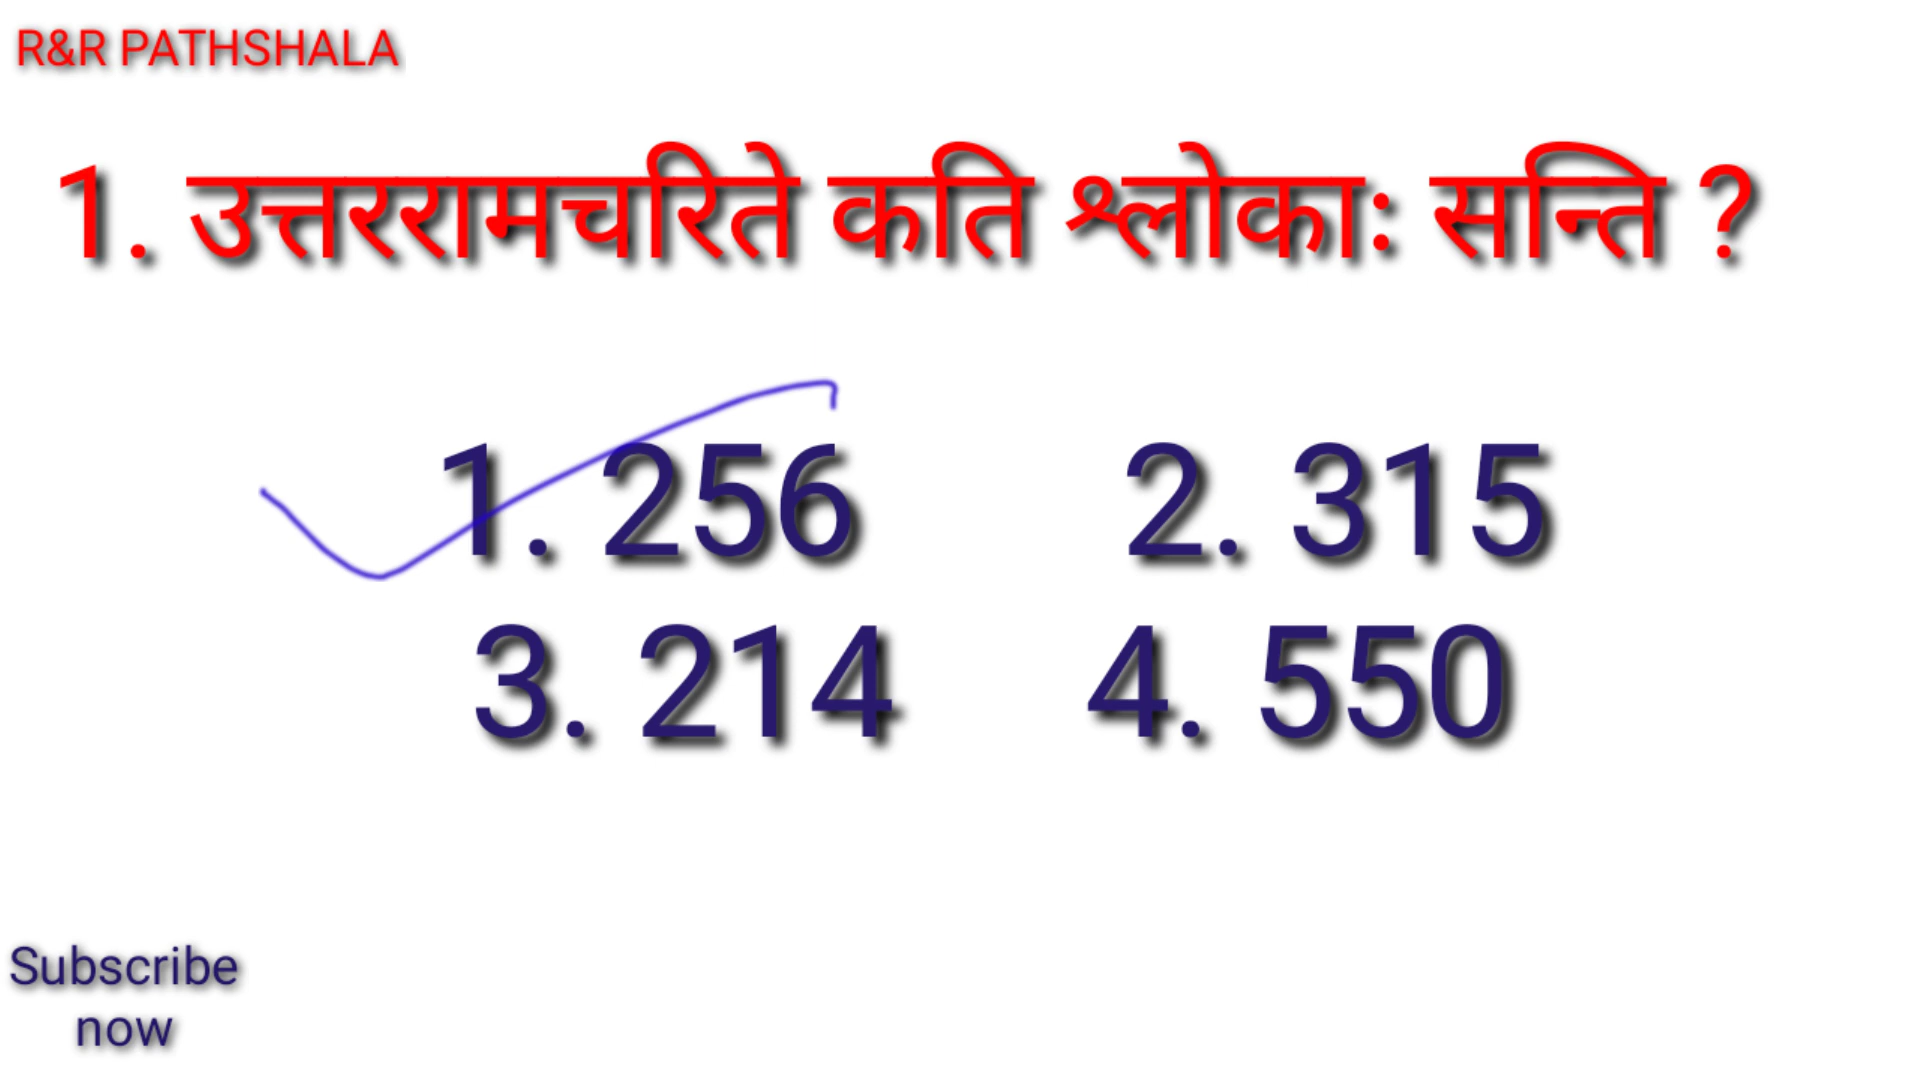 R&R PATHSHALA
1. उत्तररामचरिते कति श्लोकाः सन्ति ?
1. 256 2. 315
3. 214 4. 550
Subscribe
now